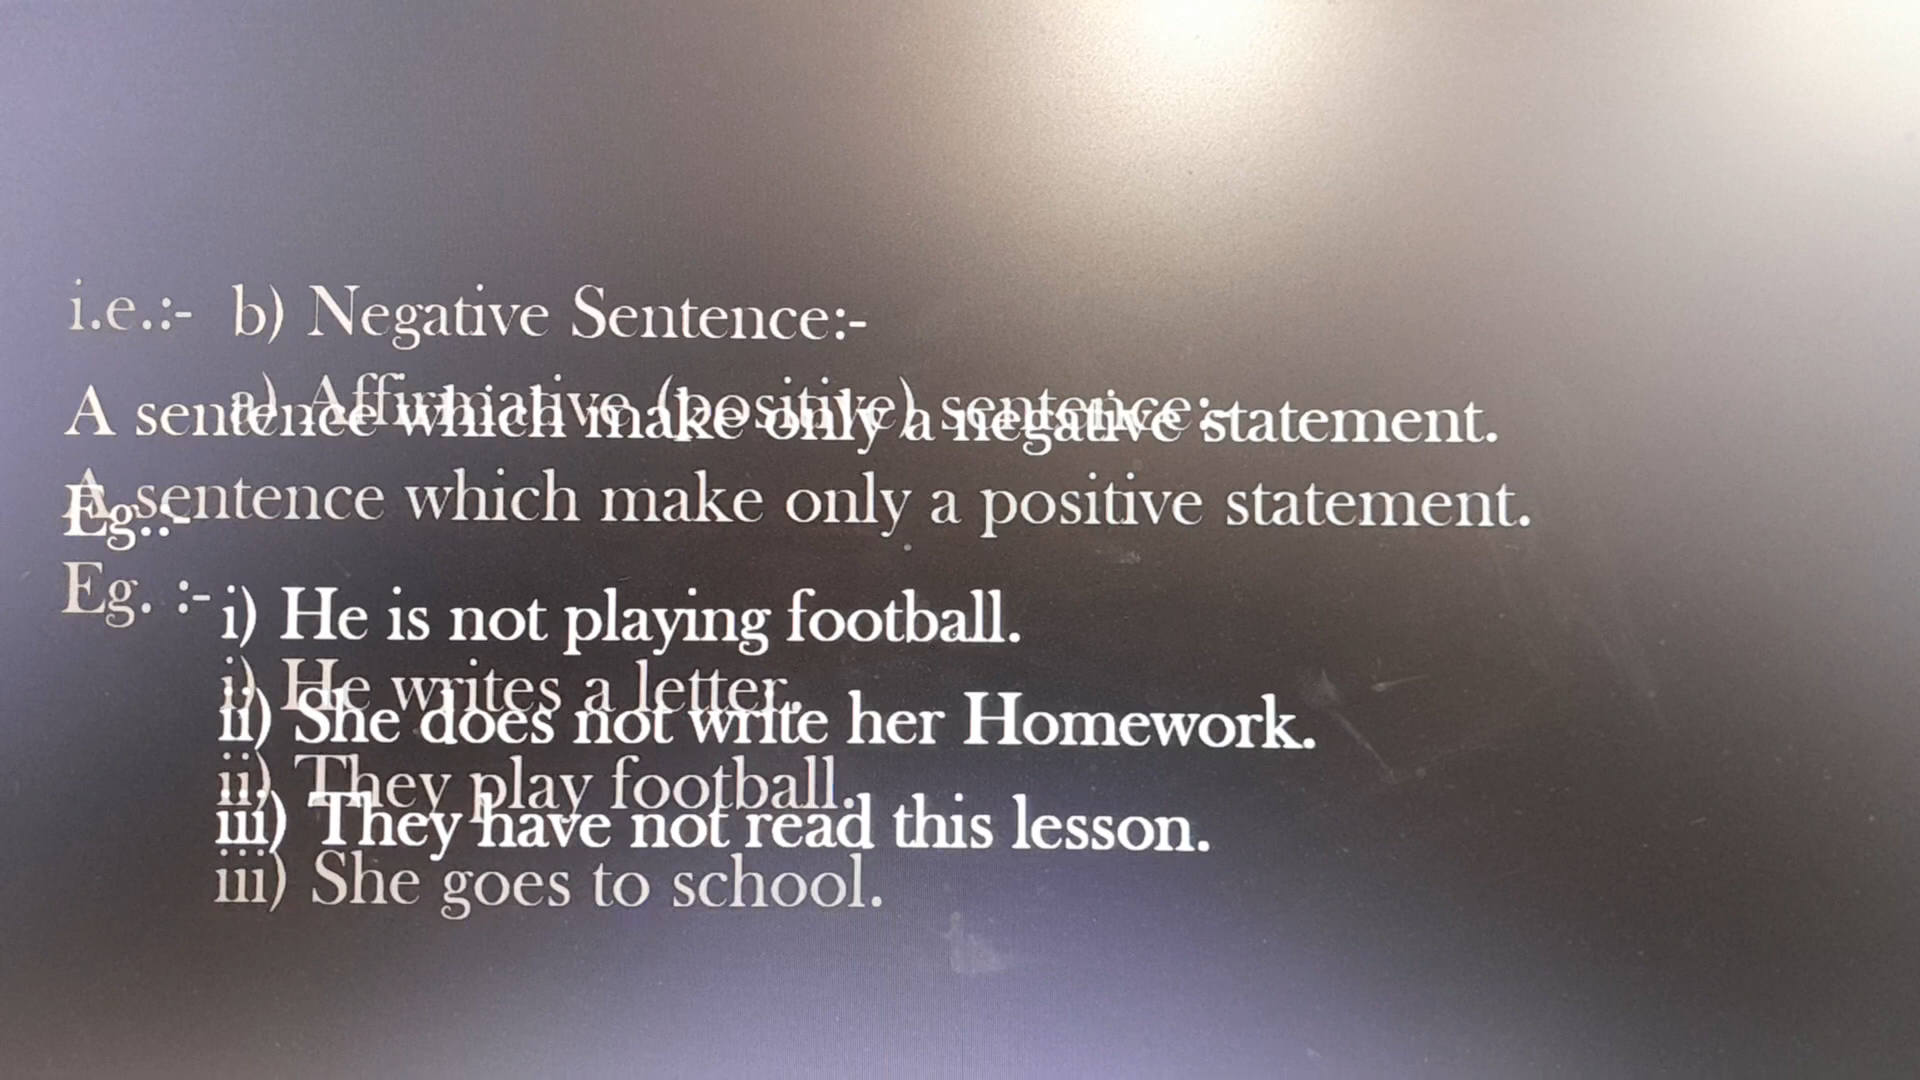 i.e.:-
b) Negative Sentence:-
a) Affirmative (positive) sentence:-
A sentence which make only a negative statement.
A sentence which make only a positive statement.
Eg.:-
Eg. :-
i) He is not playing football.
i) He writes a letter.
ii) She does not write her Homework.
ii) They play football.
iii) They have not read this lesson.
iii) She goes to school.